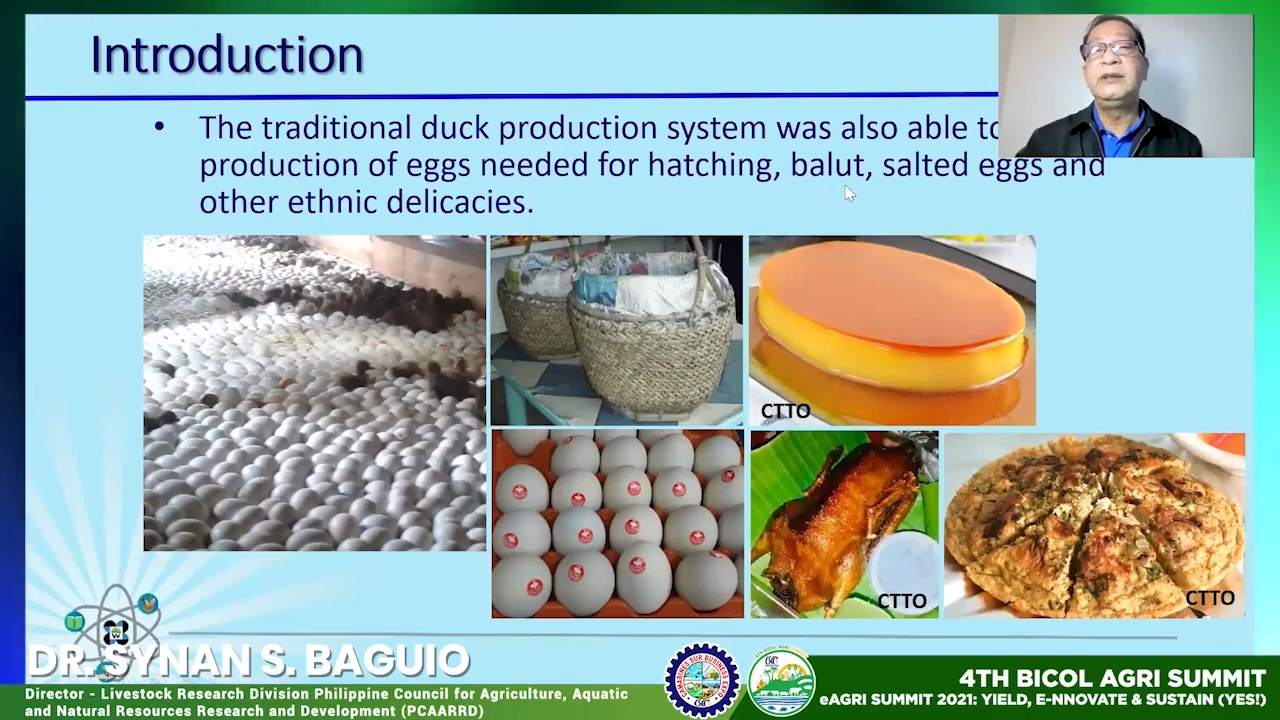 Introduction
• The traditional duck production system was also able to
production of eggs needed for hatching, balut, salted eggs and
other ethnic delicacies.
CTTO
CTTO
CTTO
DR. SYNAN S. BAGUIO
Director - Livestock Research Division Philippine Council for Agriculture, Aquatic
and Natural Resources Research and Development (PCAARRD)
4TH BICOL AGRI SUMMIT
eAGRI SUMMIT 2021: YIELD, E-NNOVATE & SUSTAIN (YES!)